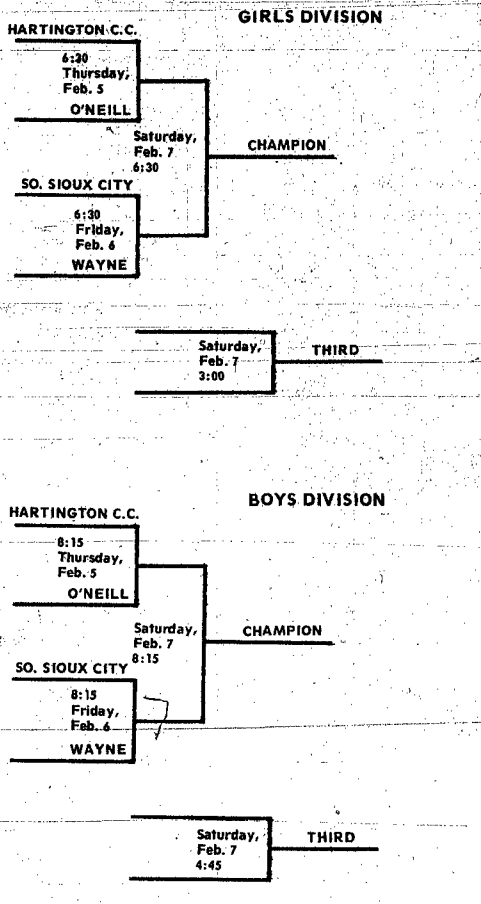 GIRLS DIVISION
HARTINGTON C.C.
6:30
Thursday,
Feb. 5
O'NEILL
Saturday,
Feb. 7
6:30
CHAMPION
SO. SIOUX CITY
6:30
Friday,
Feb. 6
WAYNE
Saturday,
Feb. 7
3:00
THIRD
BOYS DIVISION
HARTINGTON C.C.
8:15
Thursday,
Feb. 5
O'NEILL
Saturday,
Feb. 7
8:15
CHAMPION
SO. SIOUX CITY
8:15
Friday,
Feb. 6
WAYNE
Saturday,
Feb. 7
4:45
THIRD